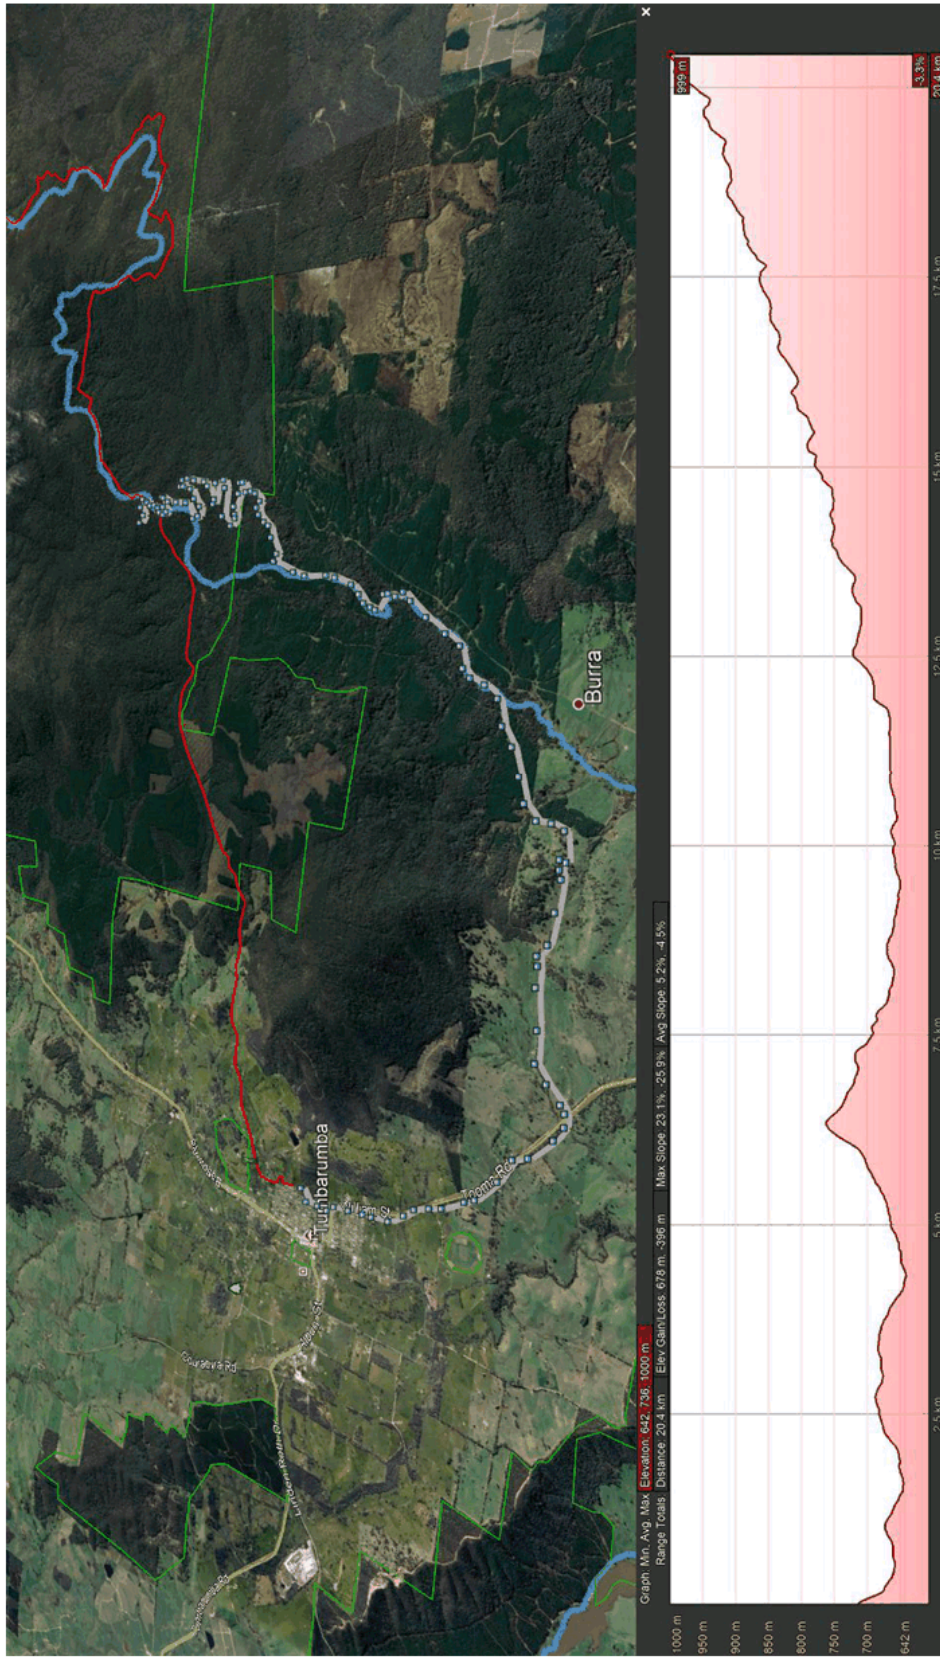 Tumbarumba
William St
Tooma Rd
Burra
Graph: Min, Avg, Max Elevation: 642, 736, 1000 m
Range Totals: Distance: 20.4 km Elev Gain/Loss: 678 m, -396 m Max Slope: 23.1%, -25.9% Avg Slope: 5.2%, -4.5%
1000 m
950 m
900 m
850 m
800 m
750 m
700 m
642 m
2.5 km
5 km
7.5 km
10 km
12.5 km
15 km
17.5 km
20.4 km
999 m
-3.3%